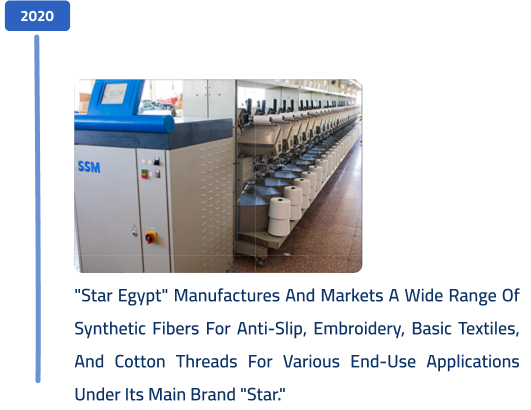 2020
SSM
"Star Egypt" Manufactures And Markets A Wide Range Of
Synthetic Fibers For Anti-Slip, Embroidery, Basic Textiles,
And Cotton Threads For Various End-Use Applications
Under Its Main Brand "Star."